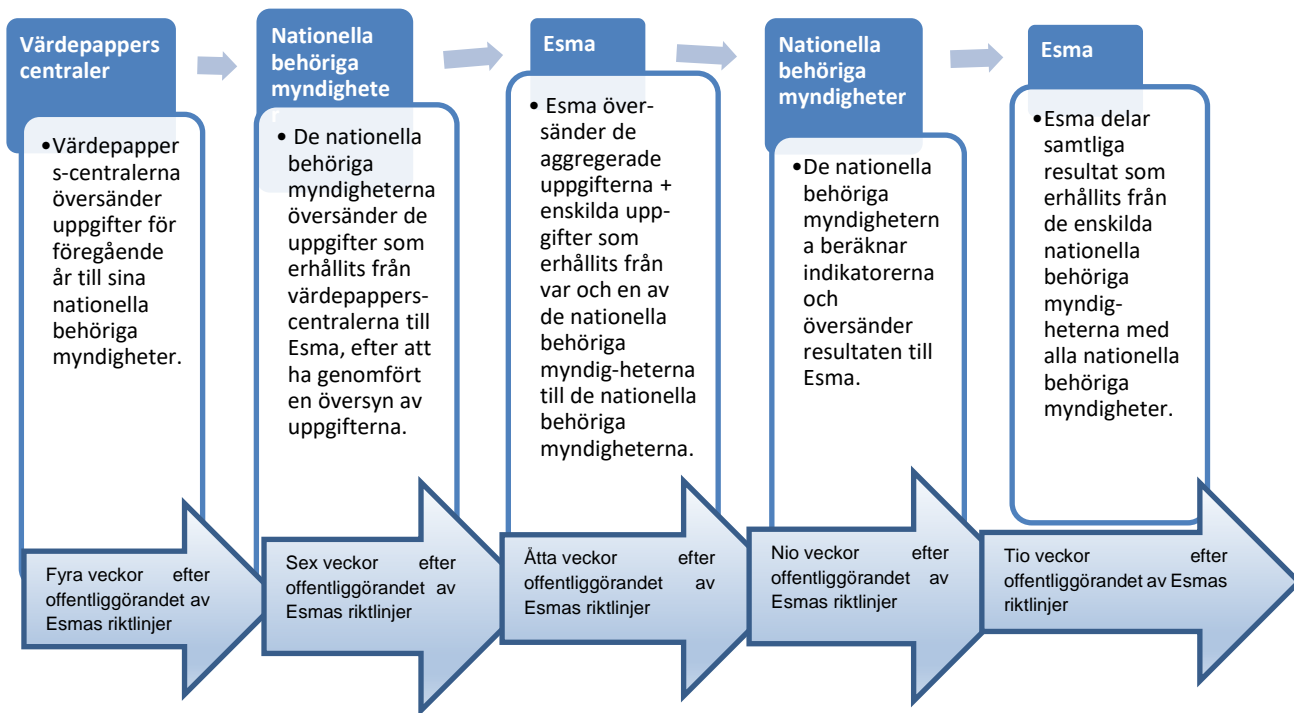 Värdepappers
centraler
•Värdepapper
s-centralerna
översänder
uppgifter för
föregående
år till sina
nationella
behöriga
myndigheter.
Fyra veckor efter
offentliggörandet av
Esmas riktlinjer
Nationella
behöriga
myndighete
r
• De nationella
behöriga
myndigheterna
översänder de
uppgifter som
erhållits från
värdepappers-
centralerna till
Esma, efter att
ha genomfört
en översyn av
uppgifterna.
Sex veckor efter
offentliggörandet av
Esmas riktlinjer
Esma
• Esma över-
sänder de
aggregerade
uppgifterna +
enskilda upp-
gifter som
erhållits från
var och en av
de nationella
behöriga
myndig-heterna
till de nationella
behöriga
myndigheterna.
Åtta veckor efter
offentliggörandet av
Esmas riktlinjer
Nationella
behöriga
myndigheter
•De nationella
behöriga
myndighetern
a beräknar
indikatorerna
och
översänder
resultaten till
Esma.
Nio veckor efter
offentliggörandet av
Esmas riktlinjer
Esma
•Esma delar
samtliga
resultat som
erhållits från
de enskilda
nationella
behöriga
myndig-
heterna med
alla nationella
behöriga
myndigheter.
Tio veckor efter
offentliggörandet av Esmas
riktlinjer